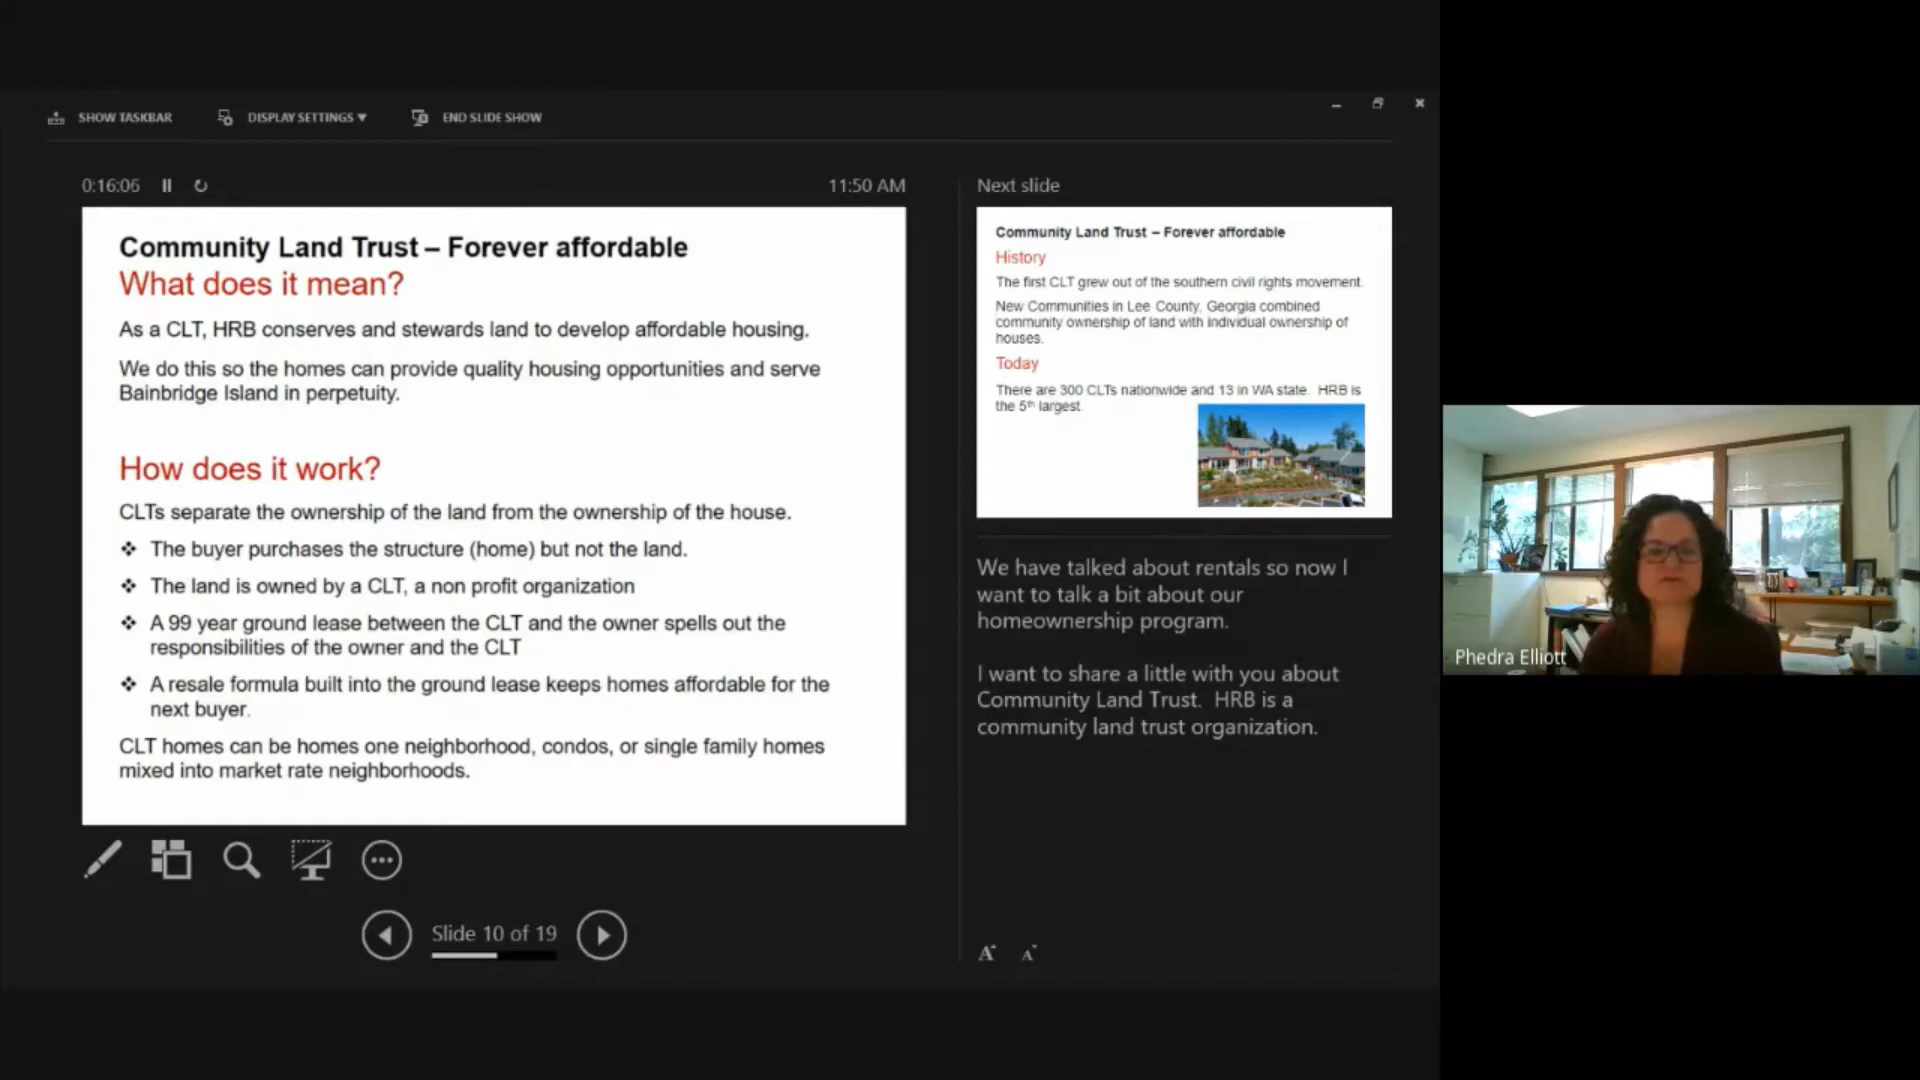 SHOW TASKBAR
DISPLAY SETTINGS ▼
END SLIDE SHOW
0:16:05
11:50 AM
Community Land Trust – Forever affordable
What does it mean?
As a CLT, HRB conserves and stewards land to develop affordable housing.
We do this so the homes can provide quality housing opportunities and serve
Bainbridge Island in perpetuity.
How does it work?
CLTs separate the ownership of the land from the ownership of the house.
❖ The buyer purchases the structure (home) but not the land.
❖ The land is owned by a CLT, a non profit organization
❖ A 99 year ground lease between the CLT and the owner spells out the
responsibilities of the owner and the CLT
❖ A resale formula built into the ground lease keeps homes affordable for the
next buyer.
CLT homes can be homes one neighborhood, condos, or single family homes
mixed into market rate neighborhoods.
Slide 10 of 19
Next slide
Community Land Trust – Forever affordable
History
The first CLT grew out of the southern civil rights movement.
New Communities in Lee County, Georgia combined
community ownership of land with individual ownership of
houses.
Today
There are 300 CLTs nationwide and 13 in WA state. HRB is
the 5th largest.
We have talked about rentals so now I
want to talk a bit about our
homeownership program.
I want to share a little with you about
Community Land Trust. HRB is a
community land trust organization.
A A
Phedra Elliott